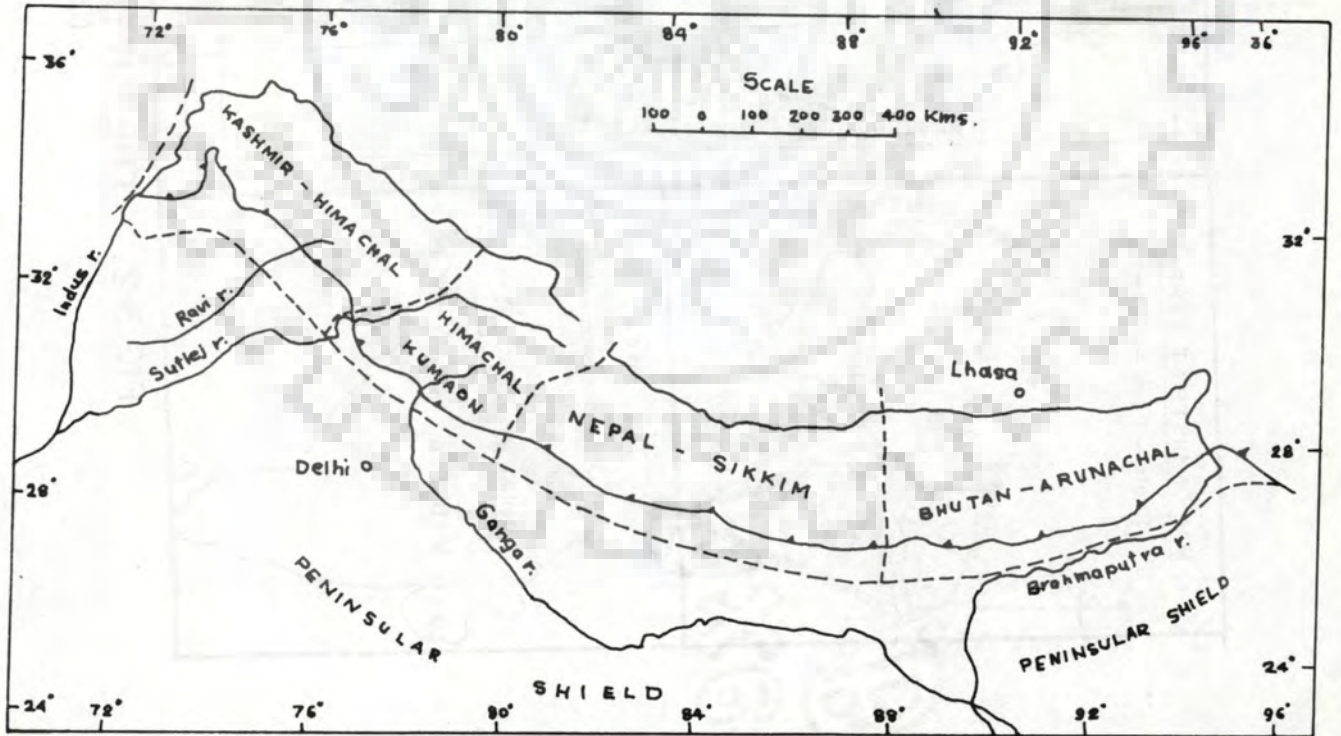 72° 76° 80° 84° 88° 92° 96° 36°
36°
SCALE
100 0 100 200 300 400 Kms.
KASHMIR - HIMACHAL
32°
32°
Indus r.
Ravi r.
Sutlej r.
HIMACHAL
KUMAON
Lhasa
NEPAL - SIKKIM
28°
BHUTAN - ARUNACHAL
Delhi
28°
Ganga r.
Brahmaputra r.
PENINSULAR
SHIELD
PENINSULAR SHIELD
24°
24°
72° 76° 80° 84° 88° 92° 96°